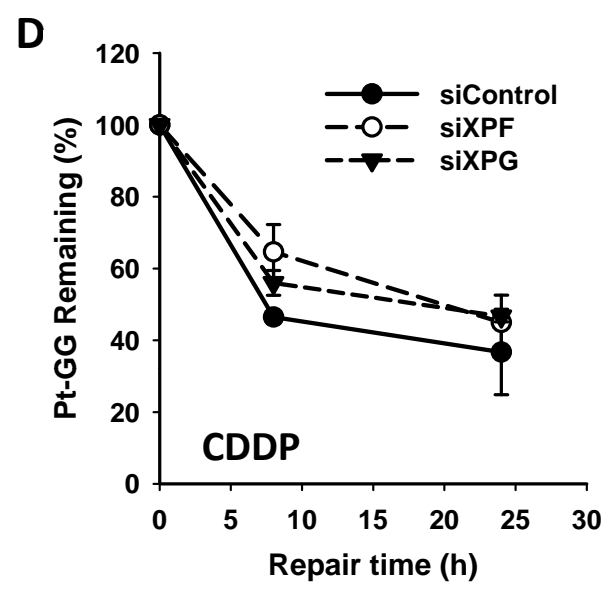 D
120
100
80
60
40
20
0
Pt-GG Remaining (%)
siControl
siXPF
siXPG
CDDP
0 5 10 15 20 25 30
Repair time (h)